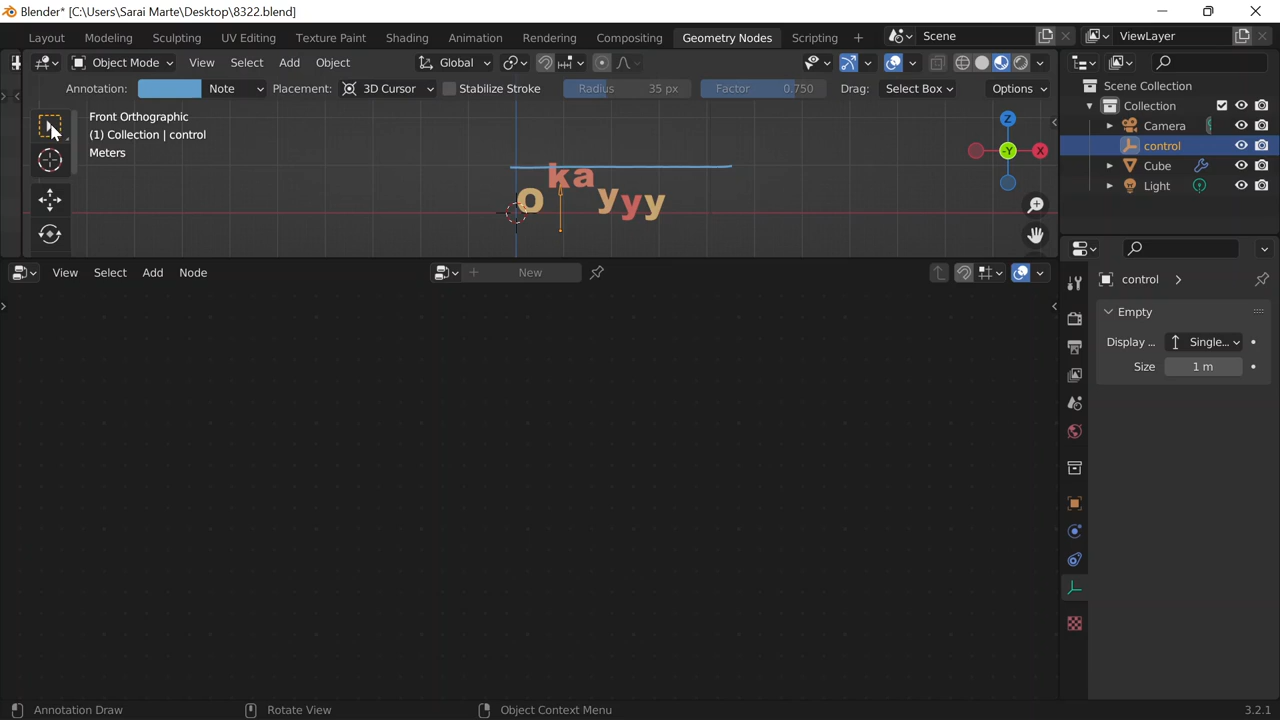 Blender* [C:\Users\Sarai Marte\Desktop\8322.blend]
Layout Modeling Sculpting UV Editing Texture Paint Shading Animation Rendering Compositing Geometry Nodes Scripting + Scene ViewLayer
Object Mode View Select Add Object Global
Annotation: Note Placement: 3D Cursor Stabilize Stroke Radius 35 px Factor 0.750 Drag: Select Box Options
Front Orthographic
(1) Collection | control
Meters
Z
-Y
X
O ka y y y
Scene Collection
Collection
Camera
control
Cube
Light
View Select Add Node New
control
Empty
Display ... Single...
Size 1 m
Annotation Draw Rotate View Object Context Menu 3.2.1